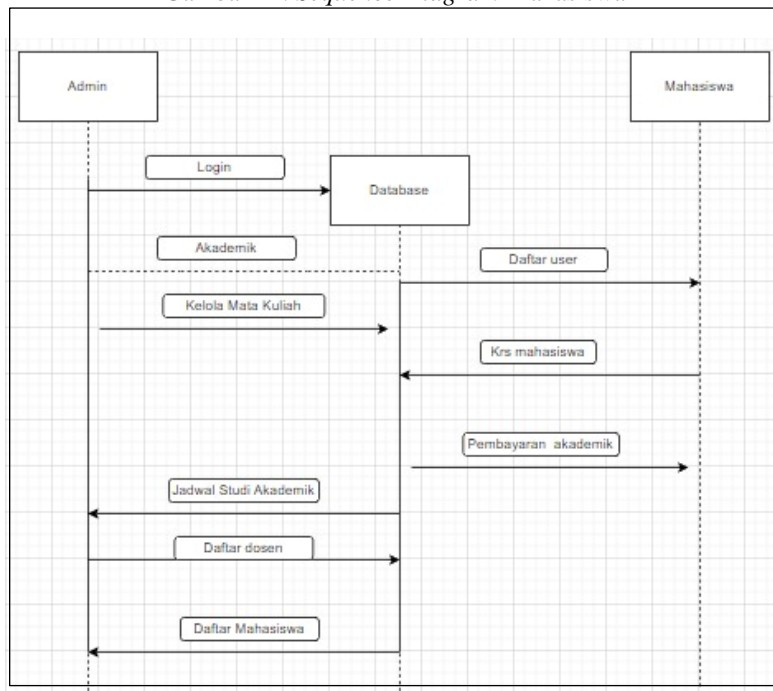 Admin
Mahasiswa
Login
Database
Akademik
Daftar user
Kelola Mata Kuliah
Krs mahasiswa
Pembayaran akademik
Jadwal Studi Akademik
Daftar dosen
Daftar Mahasiswa